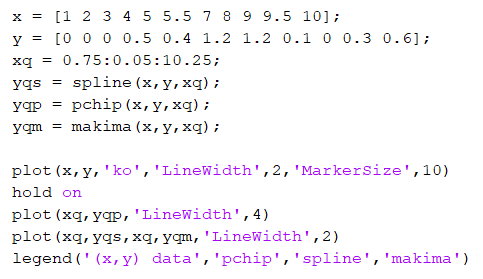 x = [1 2 3 4 5 5.5 7 8 9 9.5 10];
y = [0 0 0 0.5 0.4 1.2 1.2 0.1 0 0.3 0.6];
xq = 0.75:0.05:10.25;
yqs = spline(x,y,xq);
yqp = pchip(x,y,xq);
yqm = makima(x,y,xq);
plot(x,y,'ko','LineWidth',2,'MarkerSize',10)
hold on
plot(xq,yqp,'LineWidth',4)
plot(xq,yqs,xq,yqm,'LineWidth',2)
legend('(x,y) data','pchip','spline','makima')